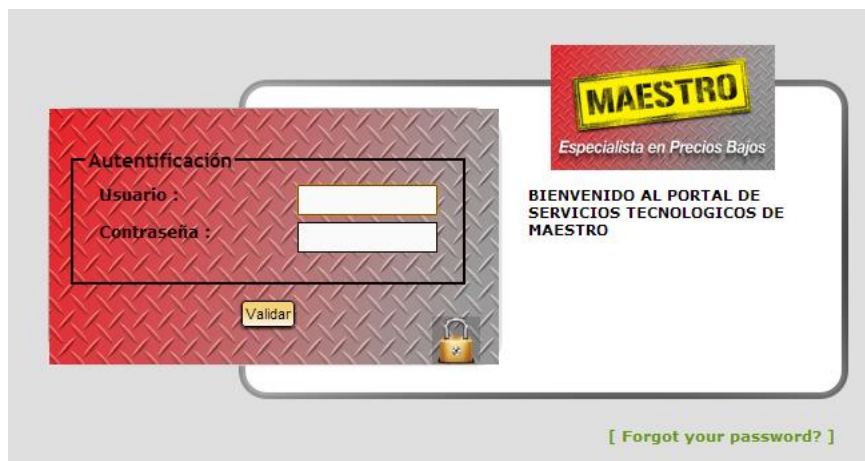 MAESTRO
Especialista en Precios Bajos
Autentificación
Usuario :
Contraseña :
Validar
BIENVENIDO AL PORTAL DE
SERVICIOS TECNOLOGICOS DE
MAESTRO
[ Forgot your password? ]